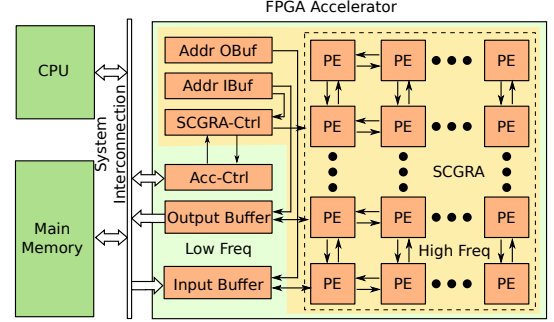 FPGA Accelerator
CPU
Main
Memory
System
Interconnection
Addr OBuf
Addr IBuf
SCGRA-Ctrl
Acc-Ctrl
Output Buffer
Low Freq
Input Buffer
PE PE PE
PE PE PE
SCGRA
PE PE PE
High Freq
PE PE PE